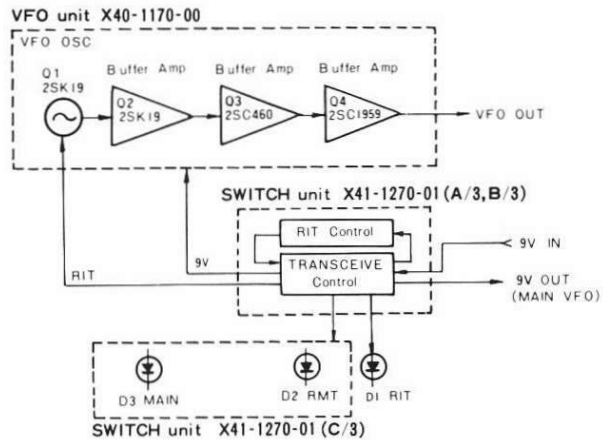 VFO unit X40-1170-00
VFO OSC
Q1
2SK19
Buffer Amp
Q2
2SK19
Buffer Amp
Q3
2SC460
Buffer Amp
Q4
2SC1959
VFO OUT
SWITCH unit X41-1270-01 (A/3, B/3)
RIT Control
9V IN
RIT
9V
TRANSCEIVE
Control
9V OUT
(MAIN VFO)
D3 MAIN
D2 RMT
D1 RIT
SWITCH unit X41-1270-01 (C/3)